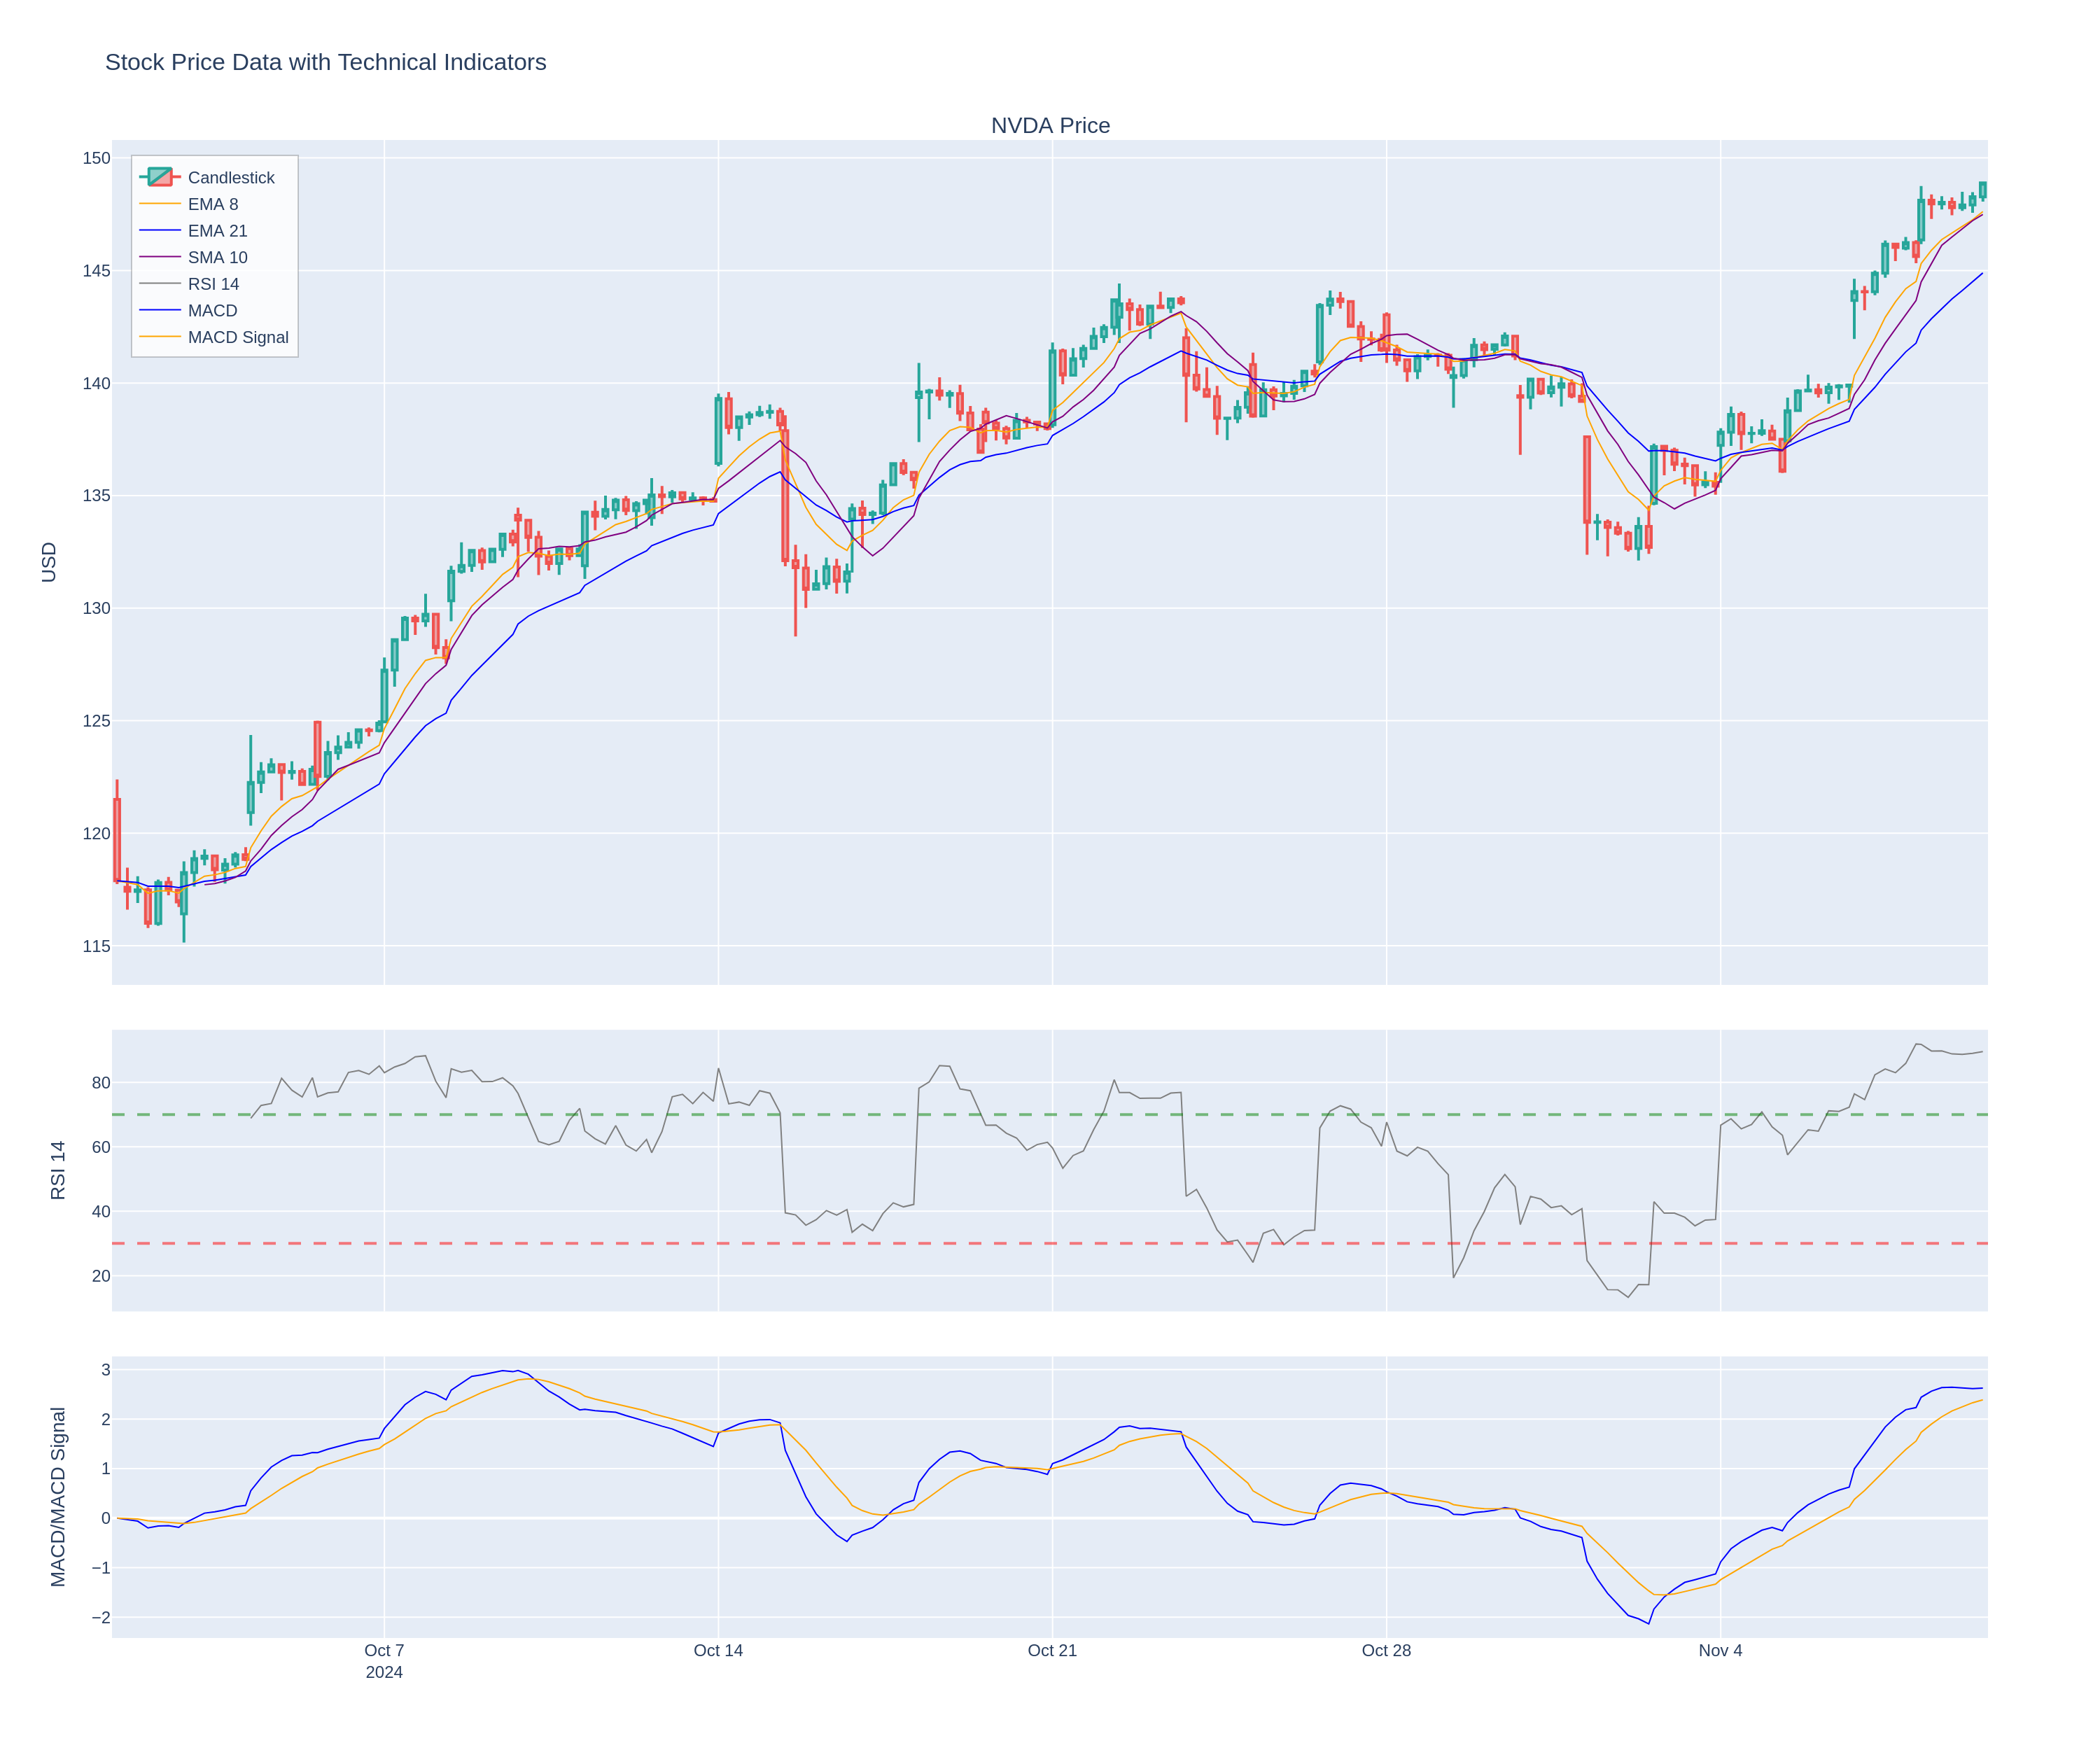 Stock Price Data with Technical Indicators
NVDA Price
150
145
140
135
130
125
120
115
USD
Candlestick
EMA 8
EMA 21
SMA 10
RSI 14
MACD
MACD Signal
80
60
40
20
RSI 14
3
2
1
0
−1
−2
MACD/MACD Signal
Oct 7
2024
Oct 14
Oct 21
Oct 28
Nov 4